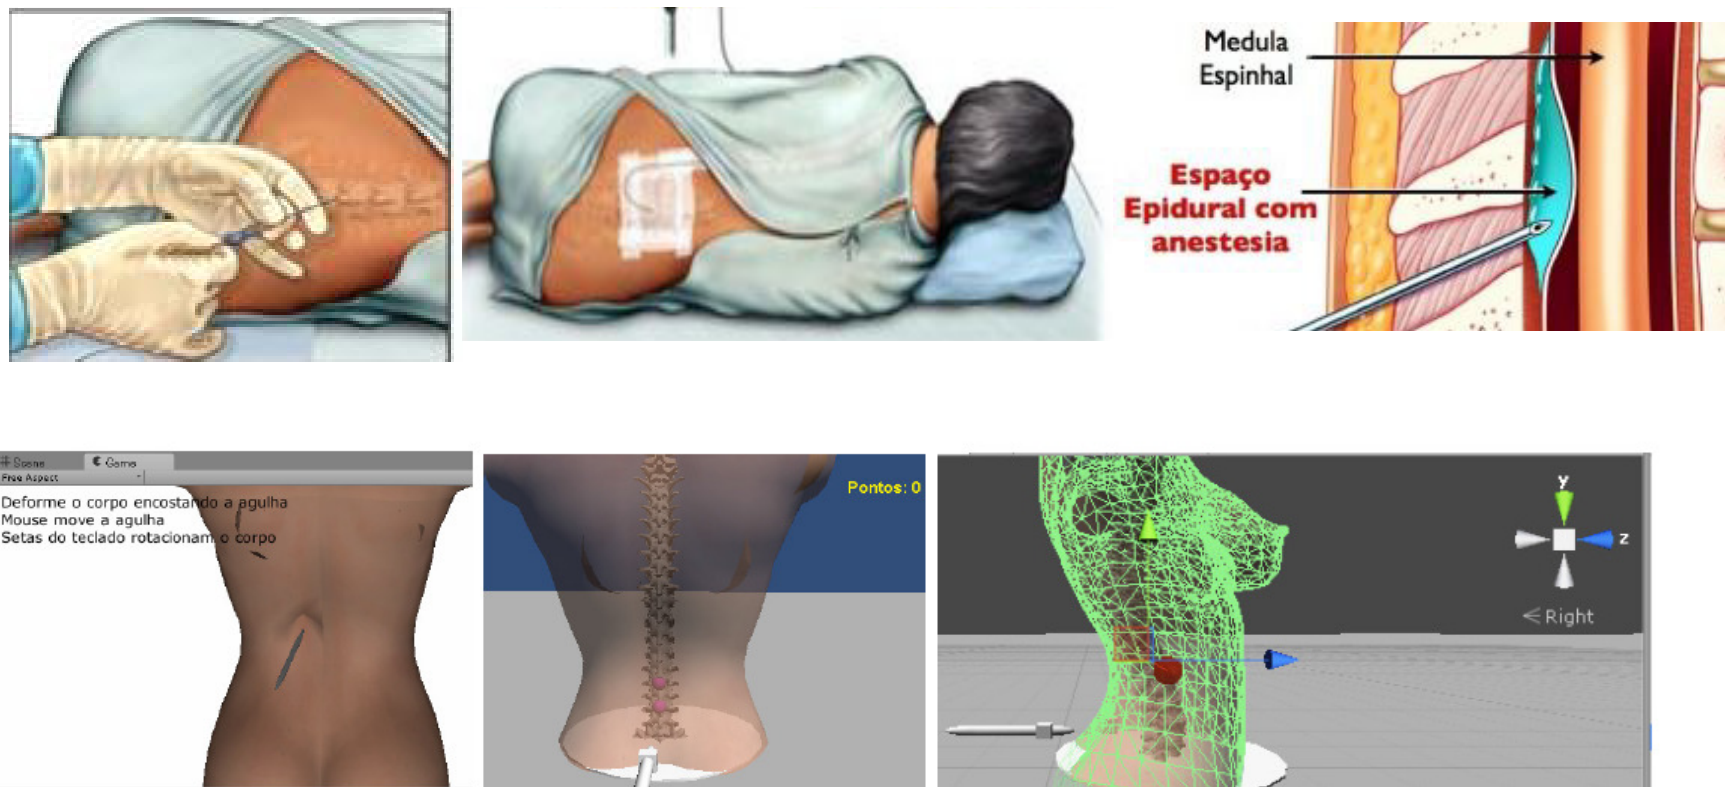 Medula
Espinhal
Espaço
Epidural com
anestesia
Scene
Game
Free Aspect
Deforme o corpo encostando a agulha
Mouse move a agulha
Setas do teclado rotacionam o corpo
Pontos: 0
y
z
Right